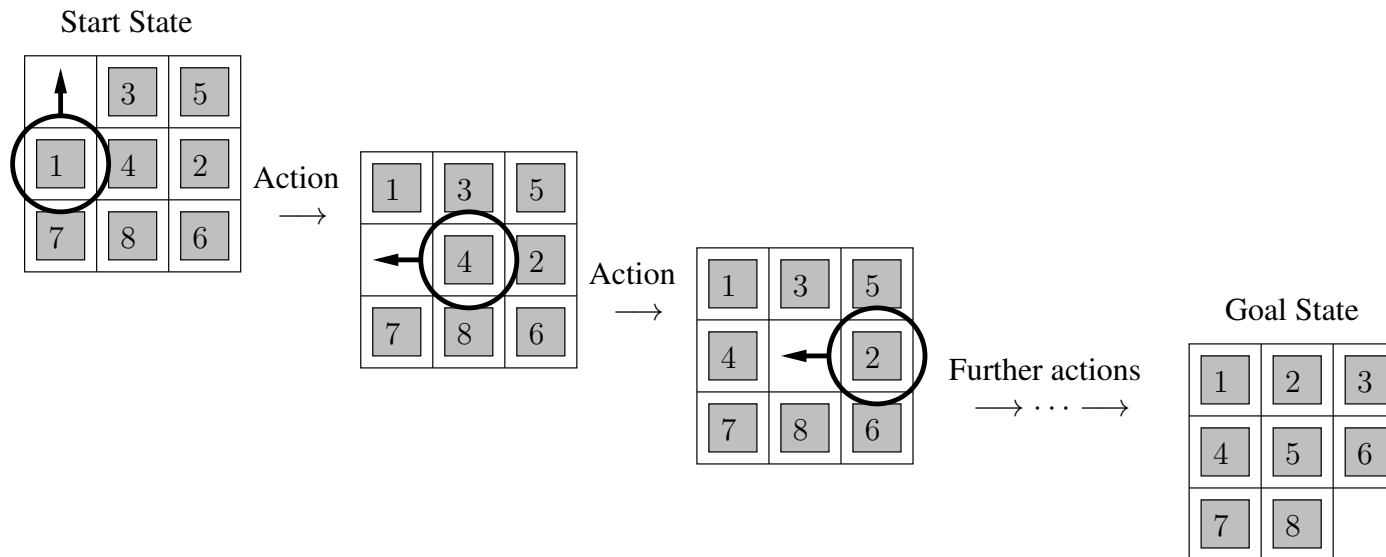 Start State
3 5
1 4 2
7 8 6
Action
⟶
1 3 5
4 2
7 8 6
Action
⟶
1 3 5
4 2
7 8 6
Further actions
⟶ ··· ⟶
Goal State
1 2 3
4 5 6
7 8